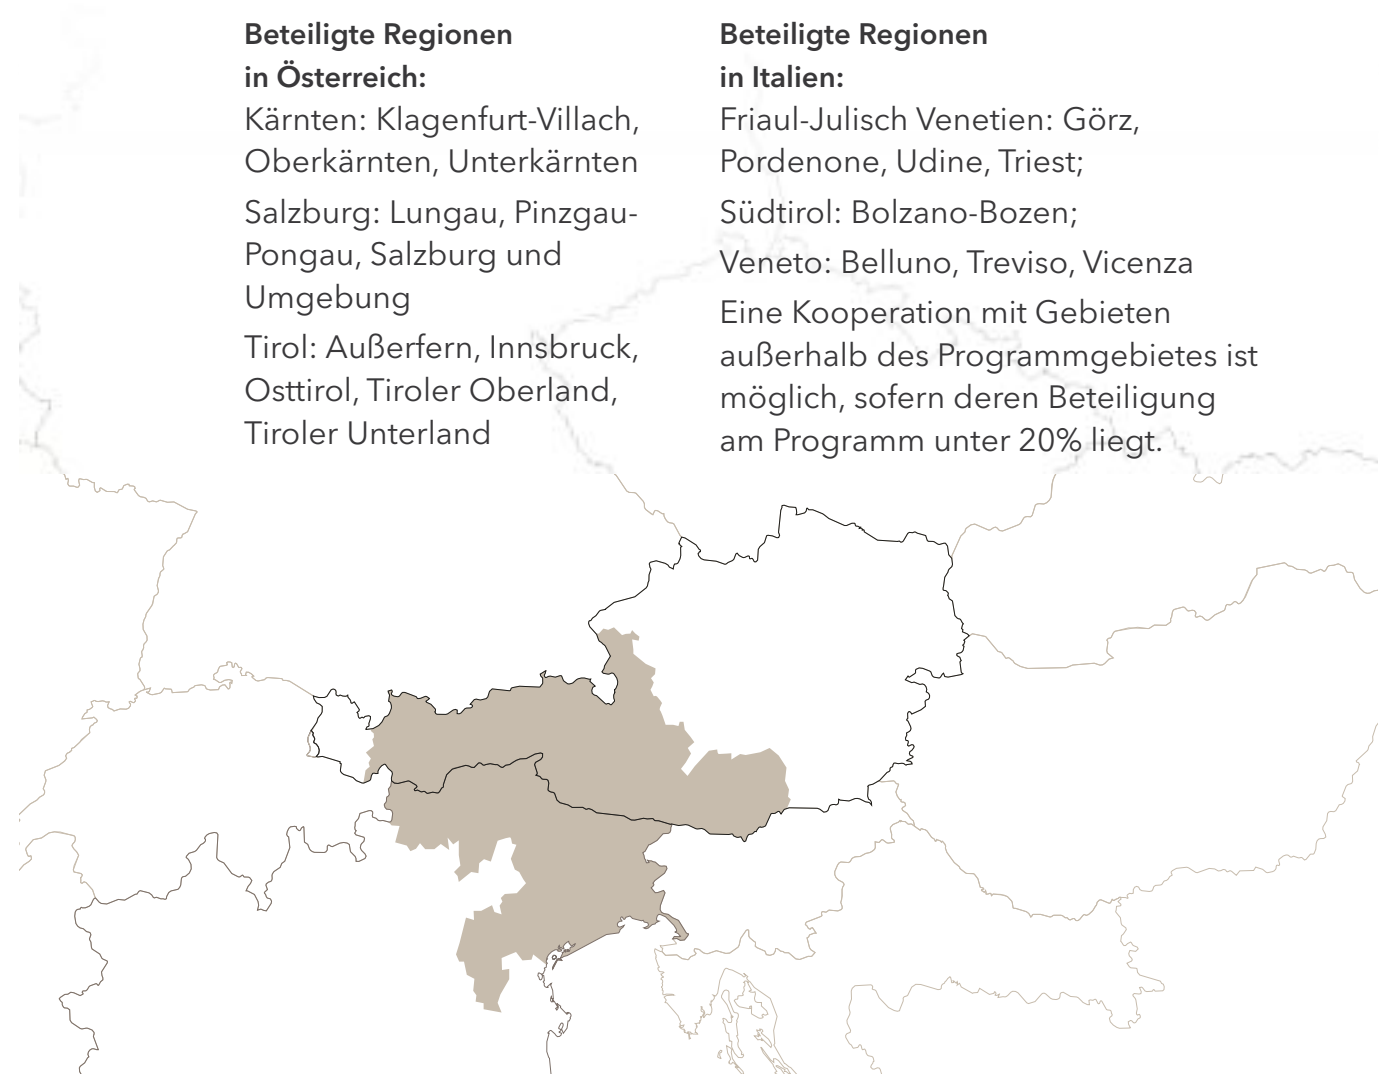 Beteiligte Regionen
in Österreich:
Kärnten: Klagenfurt-Villach,
Oberkärnten, Unterkärnten
Salzburg: Lungau, Pinzgau-
Pongau, Salzburg und
Umgebung
Tirol: Außerfern, Innsbruck,
Osttirol, Tiroler Oberland,
Tiroler Unterland
Beteiligte Regionen
in Italien:
Friaul-Julisch Venetien: Görz,
Pordenone, Udine, Triest;
Südtirol: Bolzano-Bozen;
Veneto: Belluno, Treviso, Vicenza
Eine Kooperation mit Gebieten
außerhalb des Programmgebietes ist
möglich, sofern deren Beteiligung
am Programm unter 20% liegt.